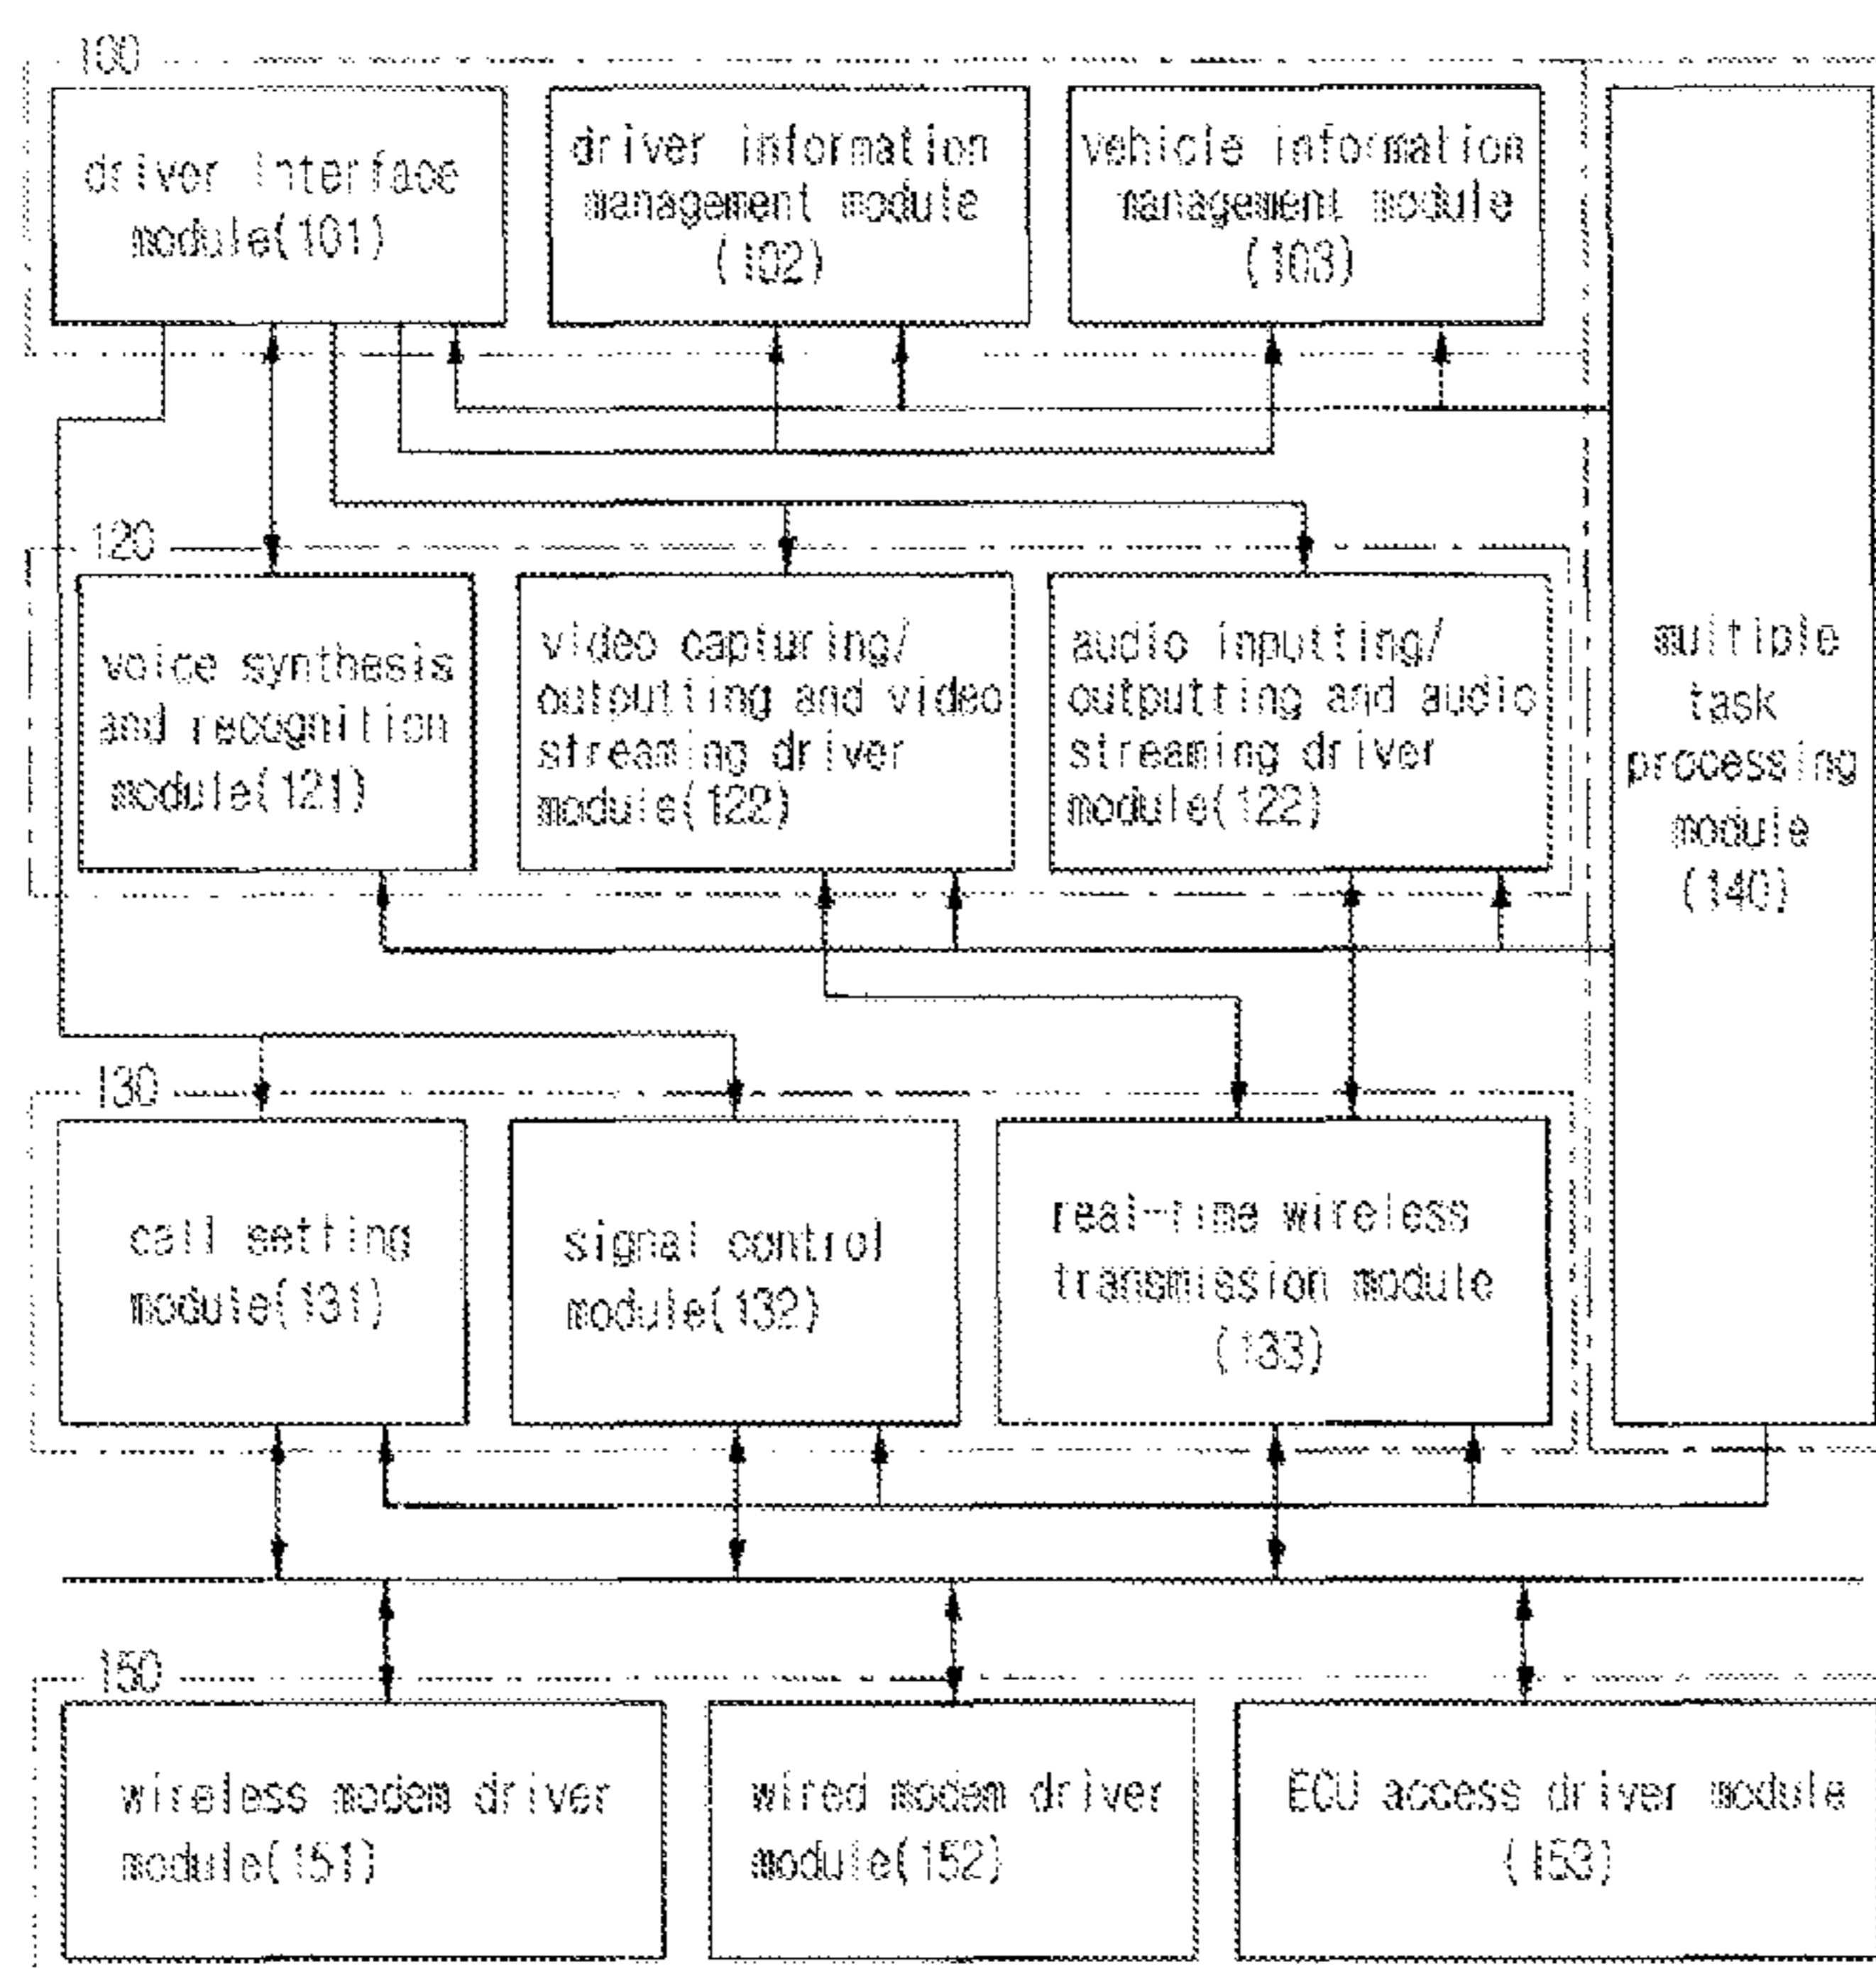 100
driver interface
module(101)
driver information
management module
(102)
vehicle information
management module
(103)
multiple
task
processing
module
(140)
120
voice synthesis
and recognition
module(121)
video capturing/
outputting and video
streaming driver
module(122)
audio inputting/
outputting and audio
streaming driver
module(122)
130
call setting
module(131)
signal control
module(132)
real-time wireless
transmission module
(133)
150
wireless modem driver
module(151)
wired modem driver
module(152)
ECU access driver module
(153)